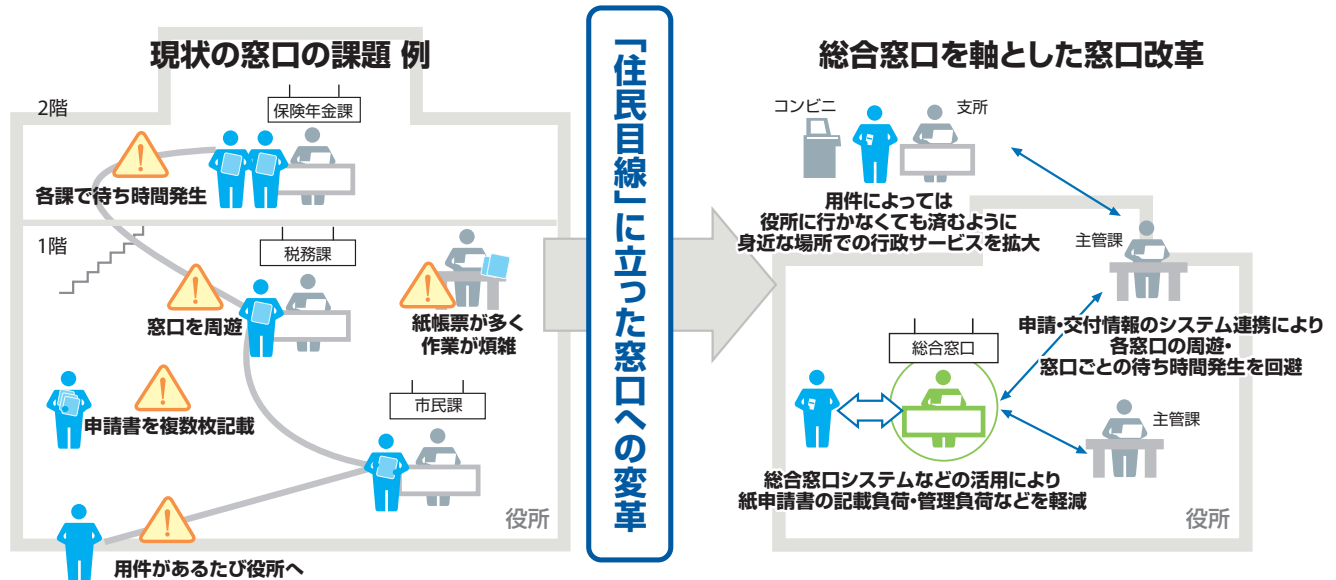 現状の窓口の課題 例
2階
保険年金課
各課で待ち時間発生
1階
税務課
窓口を周遊
紙帳票が多く
作業が煩雑
申請書を複数枚記載
市民課
役所
用件があるたび役所へ
「住民目線」に立った窓口への変革
総合窓口を軸とした窓口改革
コンビニ
支所
用件によっては
役所に行かなくても済むように
身近な場所での行政サービスを拡大
主管課
申請・交付情報のシステム連携により
各窓口の周遊・
窓口ごとの待ち時間発生を回避
総合窓口
主管課
総合窓口システムなどの活用により
紙申請書の記載負荷・管理負荷などを軽減
役所